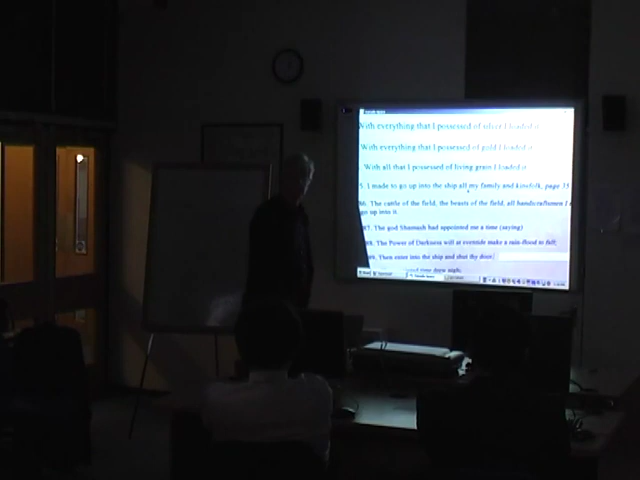 With everything that I possessed of silver I loaded it
With everything that I possessed of gold I loaded it
With all that I possessed of living grain I loaded it
5. I made to go up into the ship all my family and kinsfolk, page 35
86. The cattle of the field, the beasts of the field, all handicraftsmen I
go up into it.
87. The god Shamash had appointed me a time (saying)
88. The Power of Darkness will at eventide make a rain-flood to fall;
89. Then enter into the ship and shut thy door.
time drew nigh;